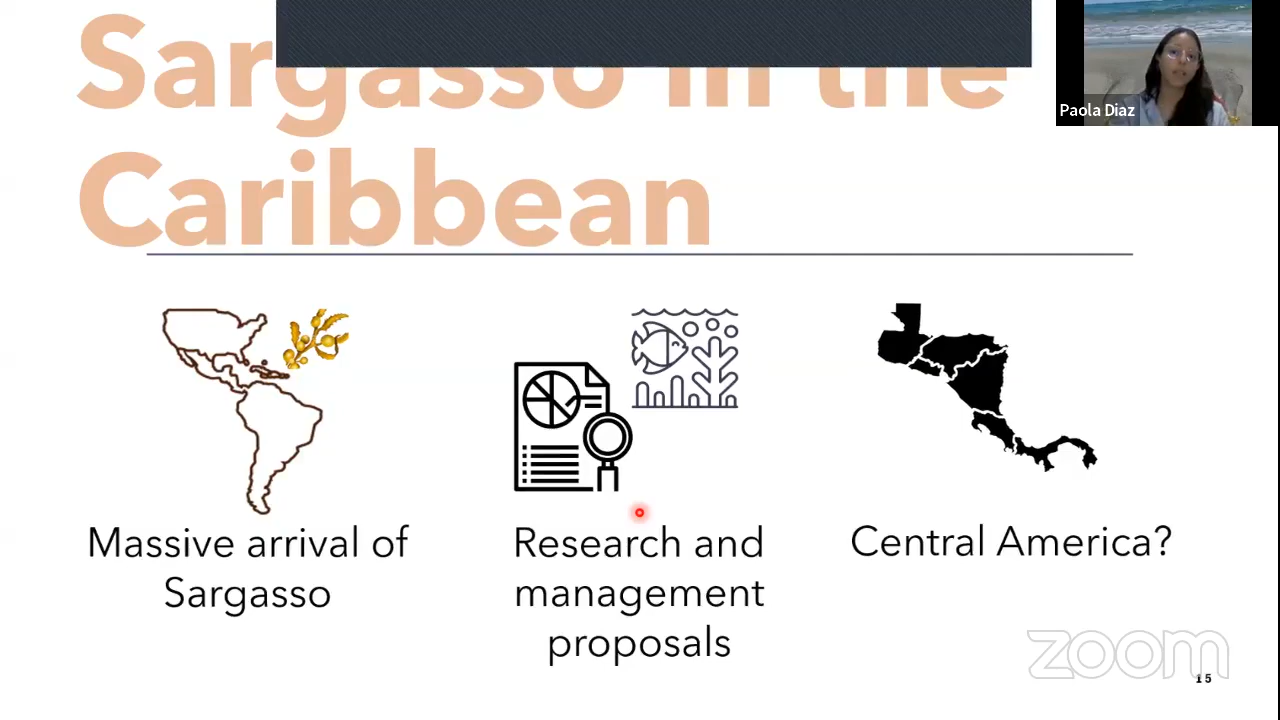 Sargasso in the
Caribbean
Paola Diaz
Massive arrival of
Sargasso
Research and
management
proposals
Central America?
zoom
15